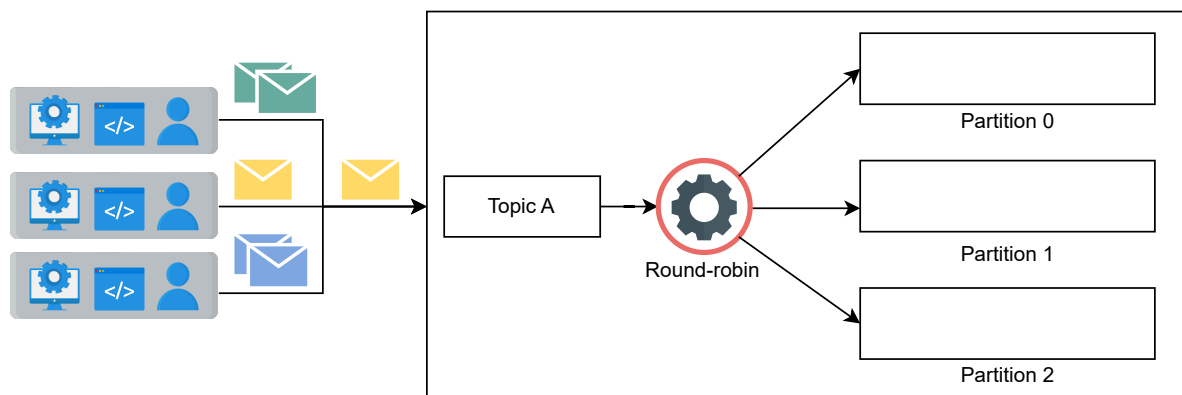 </>
</>
</>
Topic A
Round-robin
Partition 0
Partition 1
Partition 2